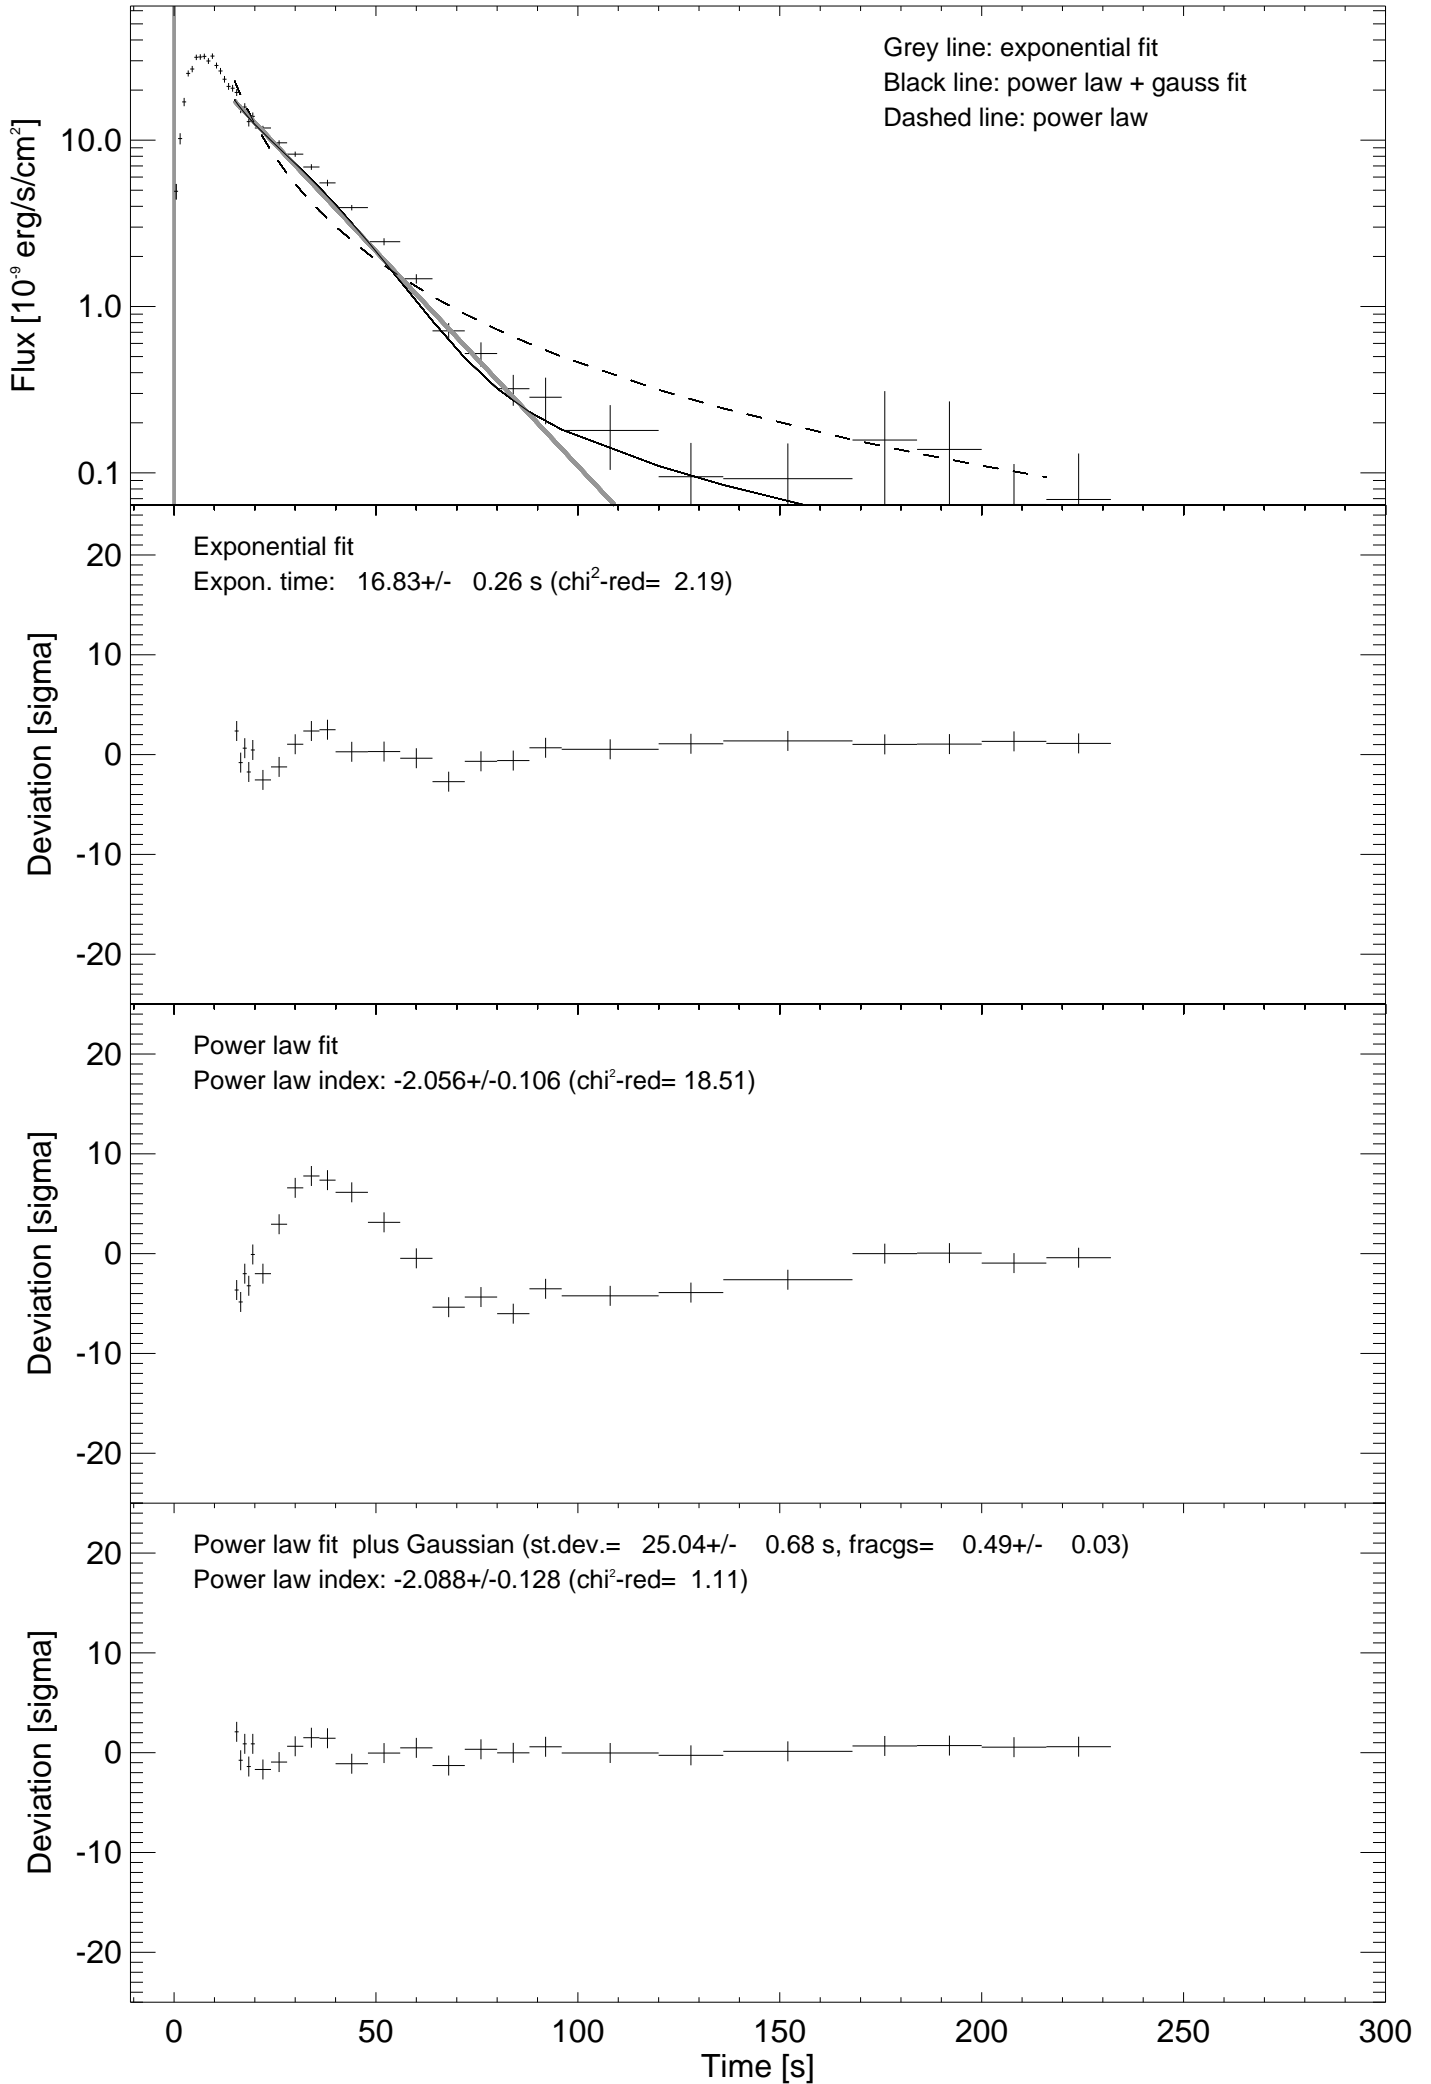 Grey line: exponential fit
Black line: power law + gauss fit
Dashed line: power law
10.0
1.0
0.1
Flux [10⁻⁹ erg/s/cm²]
Exponential fit
Expon. time: 16.83+/- 0.26 s (chi²-red= 2.19)
20
10
0
-10
-20
Deviation [sigma]
Power law fit
Power law index: -2.056+/-0.106 (chi²-red= 18.51)
20
10
0
-10
-20
Deviation [sigma]
Power law fit plus Gaussian (st.dev.= 25.04+/- 0.68 s, fracgs= 0.49+/- 0.03)
Power law index: -2.088+/-0.128 (chi²-red= 1.11)
20
10
0
-10
-20
Deviation [sigma]
0 50 100 150 200 250 300
Time [s]